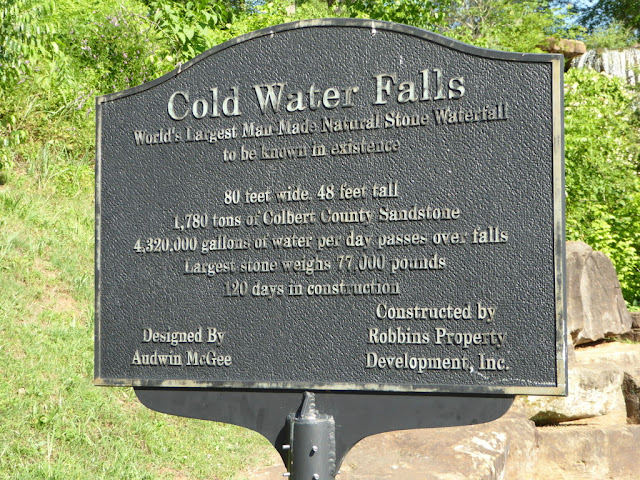 Cold Water Falls
World's Largest Man Made Natural Stone Waterfall
to be known in existence
80 feet wide, 48 feet tall
1,780 tons of Colbert County Sandstone
4,320,000 gallons of water per day passes over falls
Largest stone weighs 77,000 pounds
120 days in construction
Designed By
Audwin McGee
Constructed by
Robbins Property
Development, Inc.